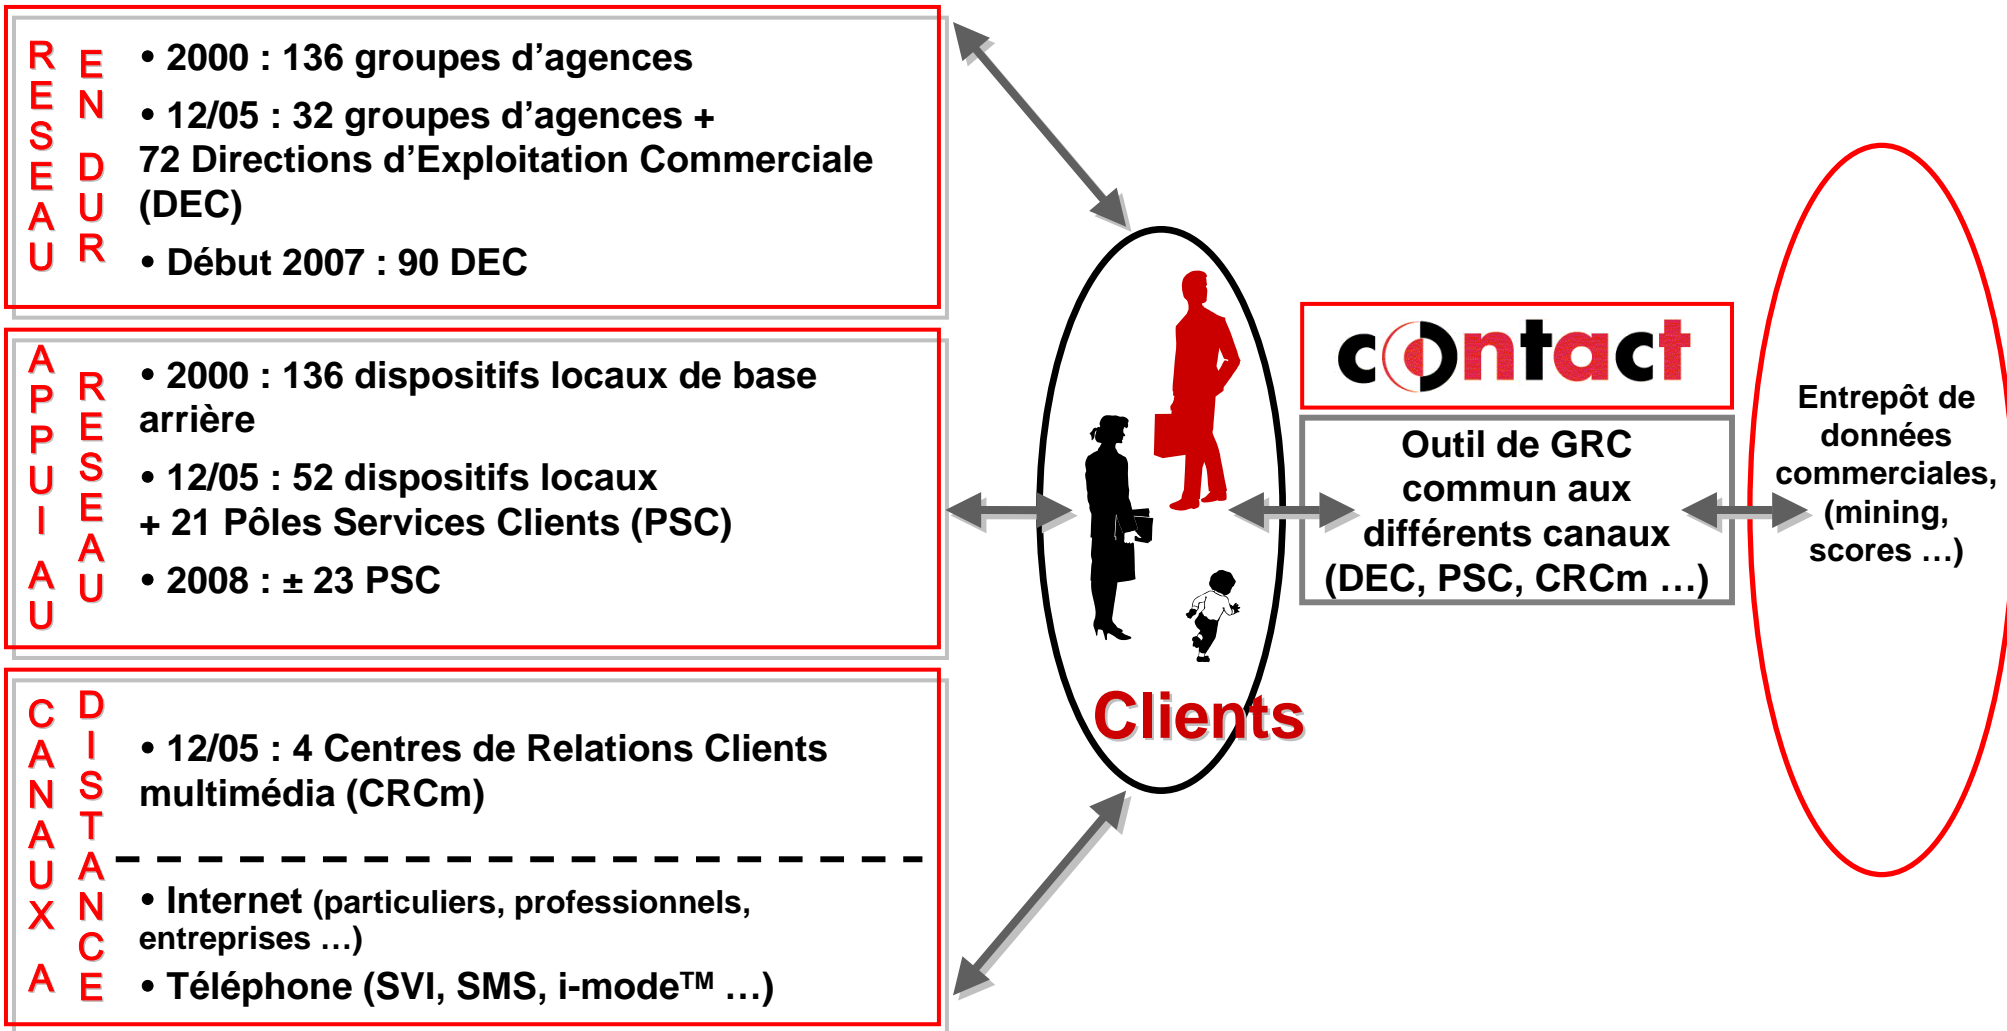 RESEAU
EN DUR
• 2000 : 136 groupes d’agences
• 12/05 : 32 groupes d’agences +
72 Directions d’Exploitation Commerciale
(DEC)
• Début 2007 : 90 DEC
APPUI AU
RESEAU
• 2000 : 136 dispositifs locaux de base
arrière
• 12/05 : 52 dispositifs locaux
+ 21 Pôles Services Clients (PSC)
• 2008 : ± 23 PSC
CANAUX A
DISTANCE
• 12/05 : 4 Centres de Relations Clients
multimédia (CRCm)
• Internet (particuliers, professionnels,
entreprises …)
• Téléphone (SVI, SMS, i-mode™ …)
Clients
contact
Outil de GRC
commun aux
différents canaux
(DEC, PSC, CRCm …)
Entrepôt de
données
commerciales,
(mining,
scores …)